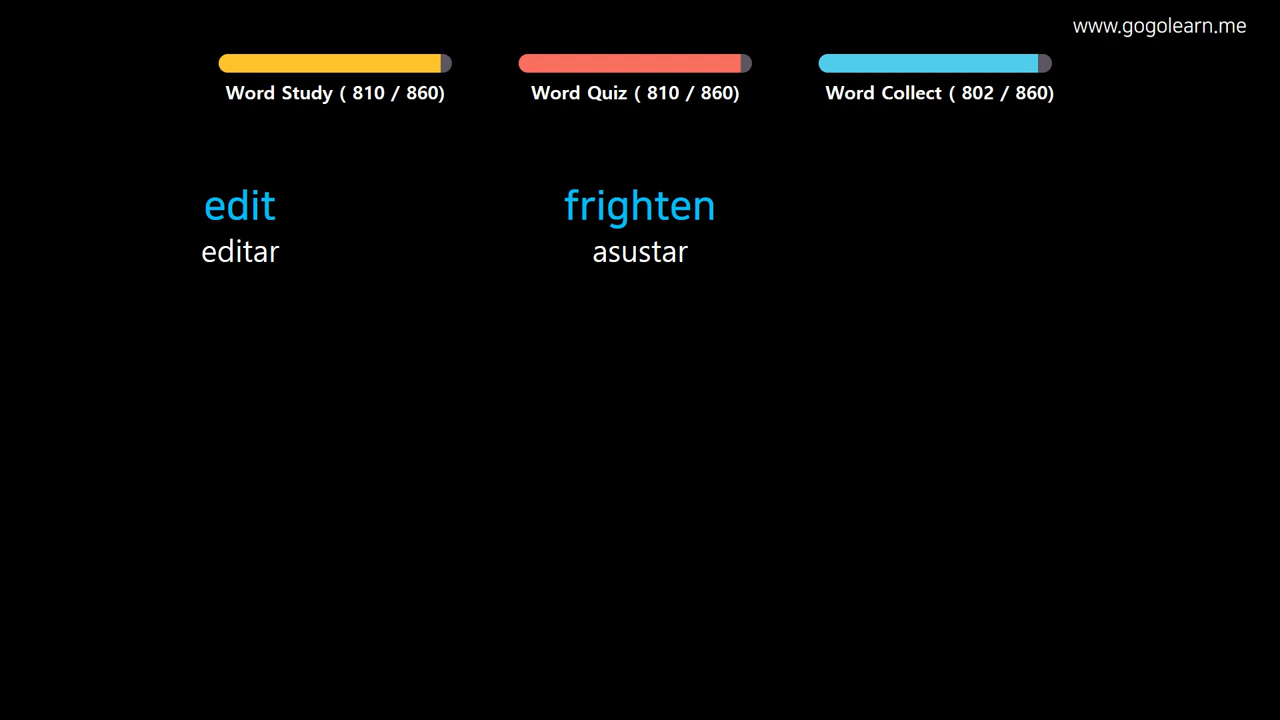 www.gogolearn.me
Word Study ( 810 / 860)
Word Quiz ( 810 / 860)
Word Collect ( 802 / 860)
edit
editar
frighten
asustar